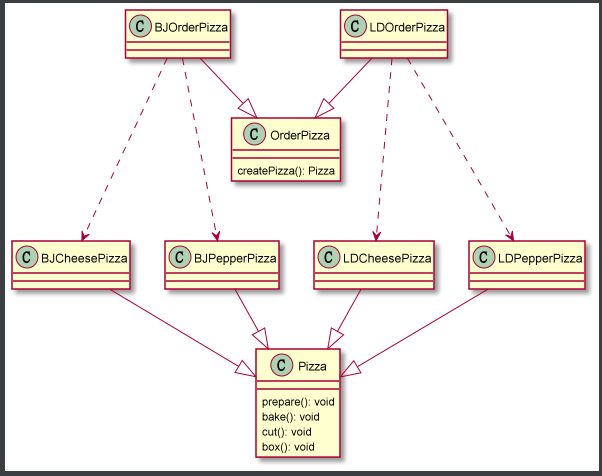 C BJOrderPizza
C LDOrderPizza
C OrderPizza
createPizza(): Pizza
C BJCheesePizza
C BJPepperPizza
C LDCheesePizza
C LDPepperPizza
C Pizza
prepare(): void
bake(): void
cut(): void
box(): void